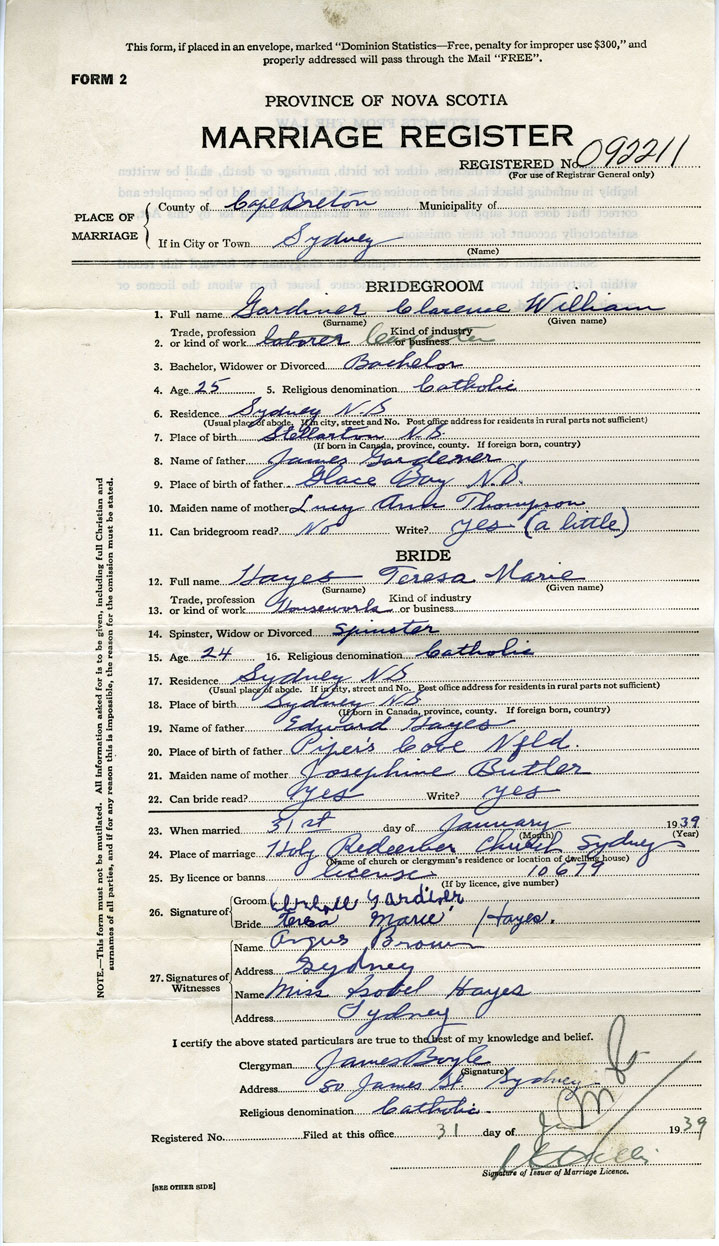 This form, if placed in an envelope, marked "Dominion Statistics—Free, penalty for improper use $300," and
properly addressed will pass through the Mail "FREE".
FORM 2
PROVINCE OF NOVA SCOTIA
MARRIAGE REGISTER
REGISTERED No. 092211
(For use of Registrar General only)
PLACE OF MARRIAGE
County of Cape Breton Municipality of
If in City or Town Sydney
(Name)
BRIDEGROOM
1. Full name Gardiner Clarence William
(Surname) (Given name)
2. Trade, profession or kind of work laborer Kind of industry or business Carpenter
3. Bachelor, Widower or Divorced Bachelor
4. Age 25 5. Religious denomination Catholic
6. Residence Sydney N.S
(Usual place of abode. If in city, street and No. Post office address for residents in rural parts not sufficient)
7. Place of birth Stellarton N.S
(If born in Canada, province, county. If foreign born, country)
8. Name of father James Gardener
9. Place of birth of father Glace Bay N.S.
10. Maiden name of mother Lucy Ann Thompson
11. Can bridegroom read? No Write? yes (a little)
BRIDE
12. Full name Hayes Teresa Marie
(Surname) (Given name)
13. Trade, profession or kind of work Housework Kind of industry or business
14. Spinster, Widow or Divorced Spinster
15. Age 24 16. Religious denomination Catholic
17. Residence Sydney NS
(Usual place of abode. If in city, street and No. Post office address for residents in rural parts not sufficient)
18. Place of birth Sydney NS
(If born in Canada, province, county. If foreign born, country)
19. Name of father Edward Hayes
20. Place of birth of father Piper's Cove Nfld.
21. Maiden name of mother Josephine Butler
22. Can bride read? yes Write? yes
23. When married 31st day of January 1939
(Month) (Year)
24. Place of marriage Holy Redeemer Church Sydney
(Name of church or clergyman's residence or location of dwelling house)
25. By licence or banns license 10679
(If by licence, give number)
26. Signature of
Groom Gardiner
Bride Teresa Marie Hayes.
27. Signatures of Witnesses
Name Angus Brown
Address Sydney
Name Miss Isobel Hayes
Address Sydney
I certify the above stated particulars are true to the best of my knowledge and belief.
Clergyman James Boyle
(Signature)
Address 80 James St. Sydney
Religious denomination Catholic.
Registered No. Filed at this office 31 day of 1939
Signature of Issuer of Marriage Licence.
[SEE OTHER SIDE]
NOTE.—This form must not be mutilated. All information asked for is to be given, including full Christian and
surnames of all parties, and if for any reason this is impossible, the reason for the omission must be stated.